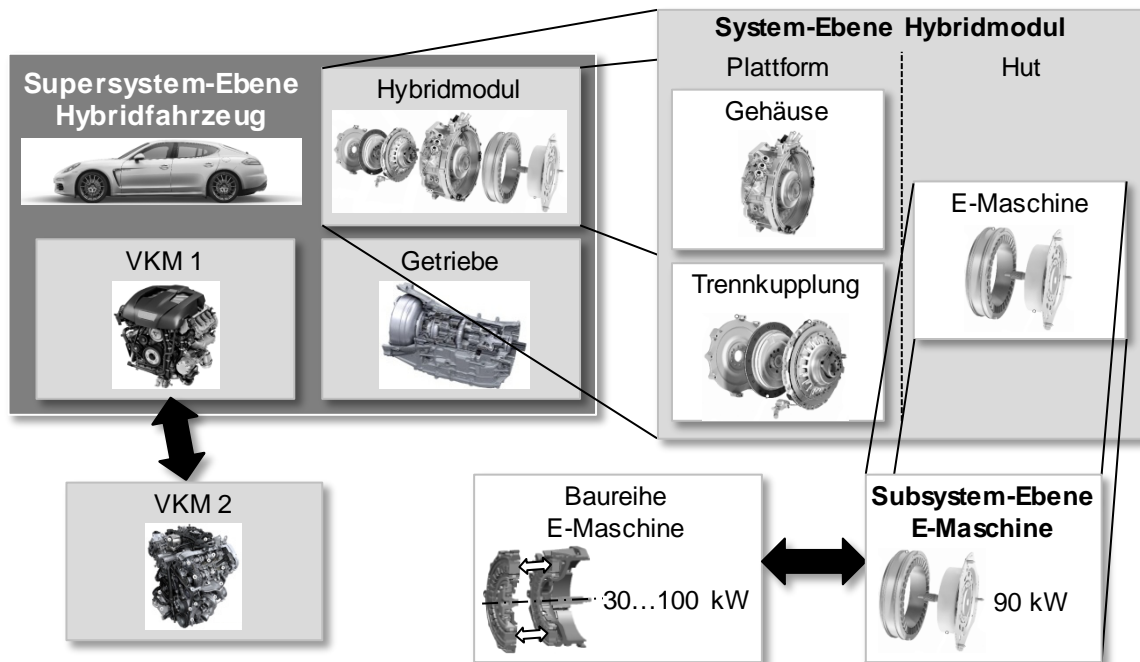 Supersystem-Ebene
Hybridfahrzeug
Hybridmodul
VKM 1
Getriebe
VKM 2
System-Ebene Hybridmodul
Plattform
Hut
Gehäuse
Trennkupplung
E-Maschine
Baureihe
E-Maschine
30...100 kW
Subsystem-Ebene
E-Maschine
90 kW